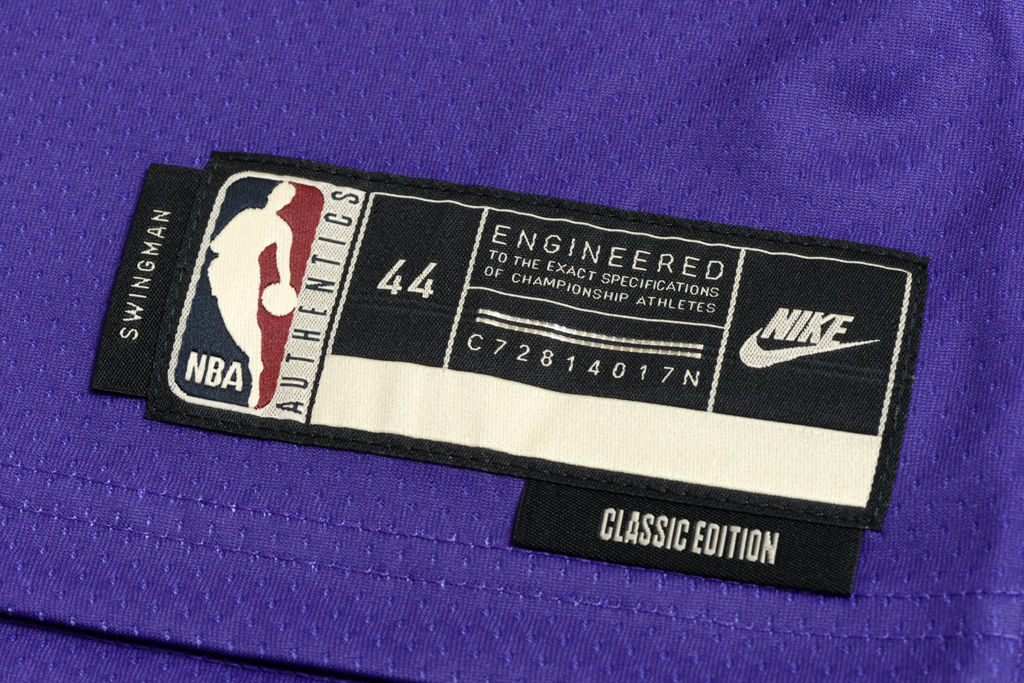 SWINGMAN
NBA
AUTHENTICS
44
ENGINEERED
TO THE EXACT SPECIFICATIONS
OF CHAMPIONSHIP ATHLETES
C72814017N
NIKE
CLASSIC EDITION